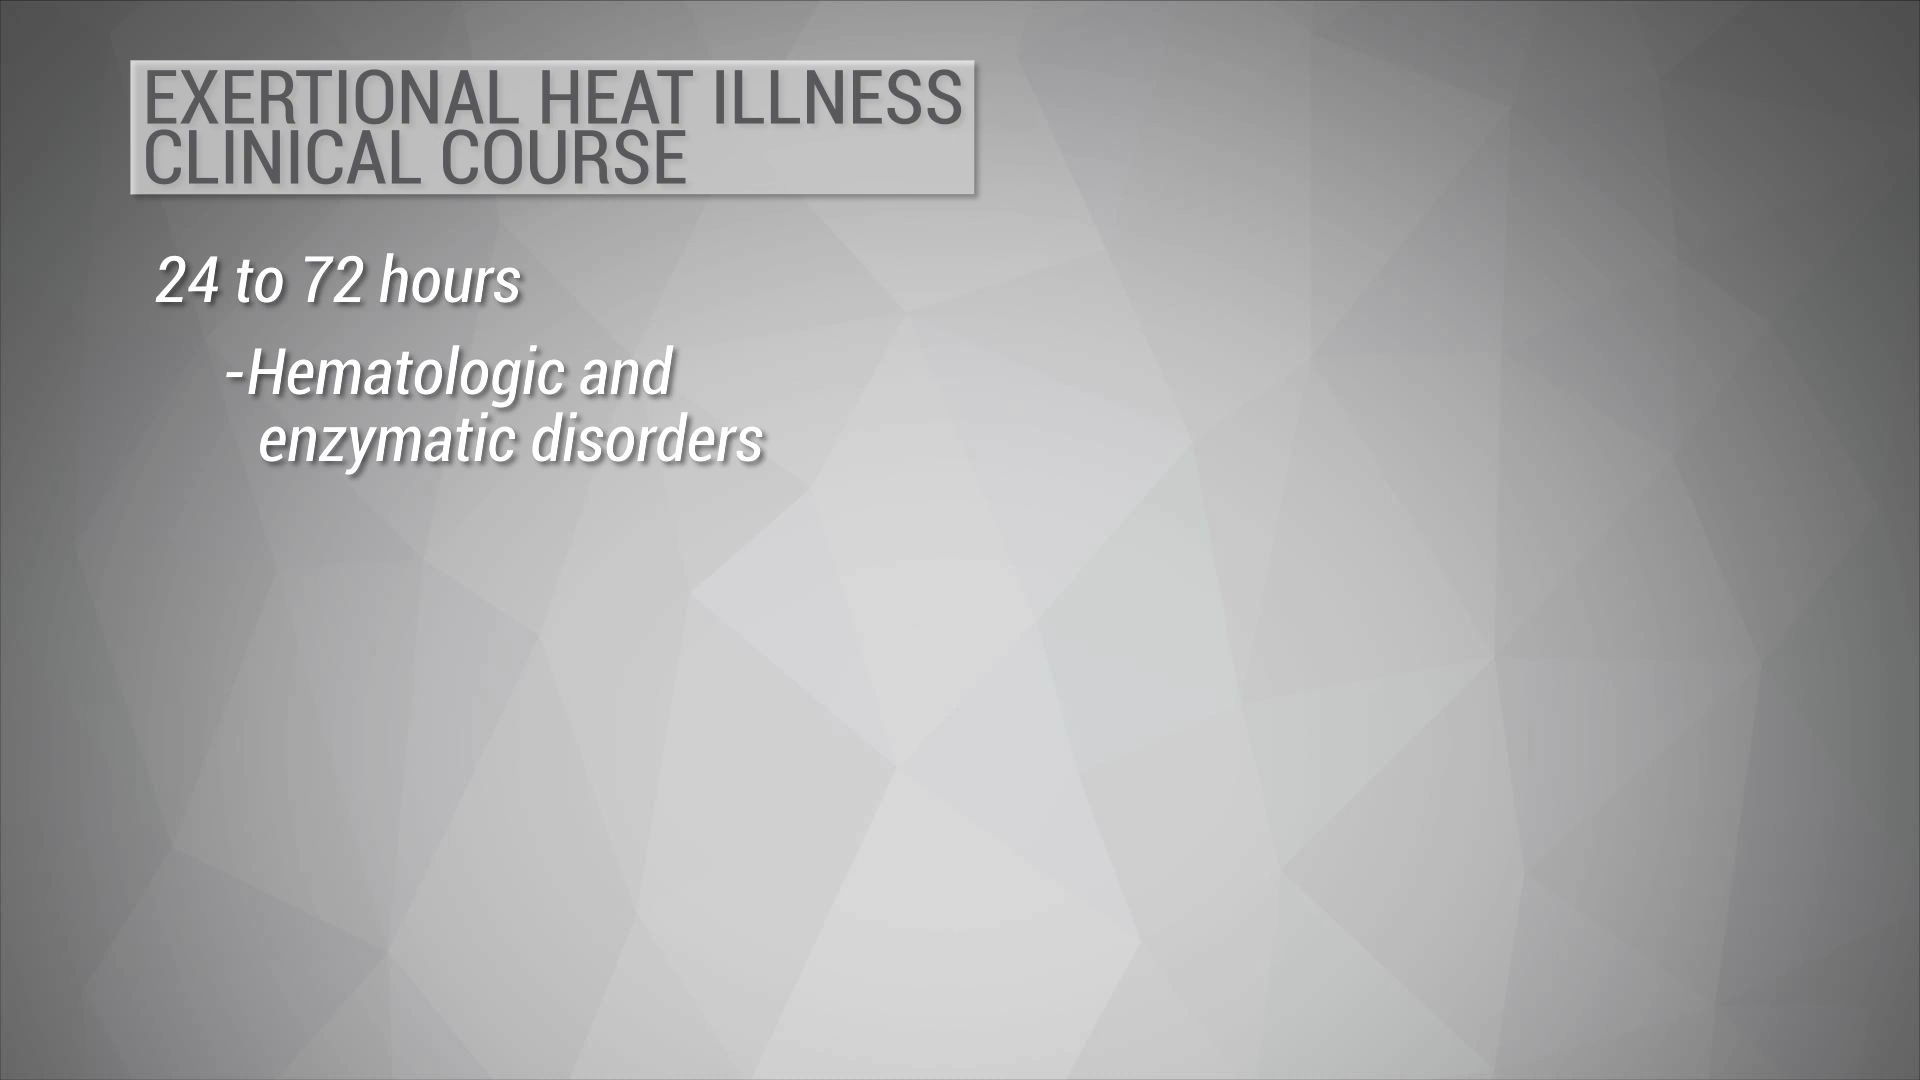 EXERTIONAL HEAT ILLNESS
CLINICAL COURSE
24 to 72 hours
-Hematologic and
enzymatic disorders